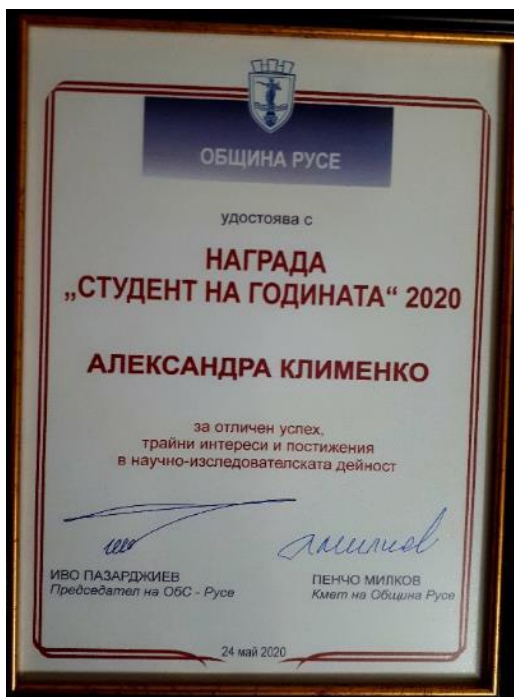 ОБЩИНА РУСЕ
удостоява с
НАГРАДА
„СТУДЕНТ НА ГОДИНАТА“ 2020
АЛЕКСАНДРА КЛИМЕНКО
за отличен успех,
трайни интереси и постижения
в научно-изследователската дейност
ИВО ПАЗАРДЖИЕВ
Председател на ОбС - Русе
ПЕНЧО МИЛКОВ
Кмет на Община Русе
24 май 2020